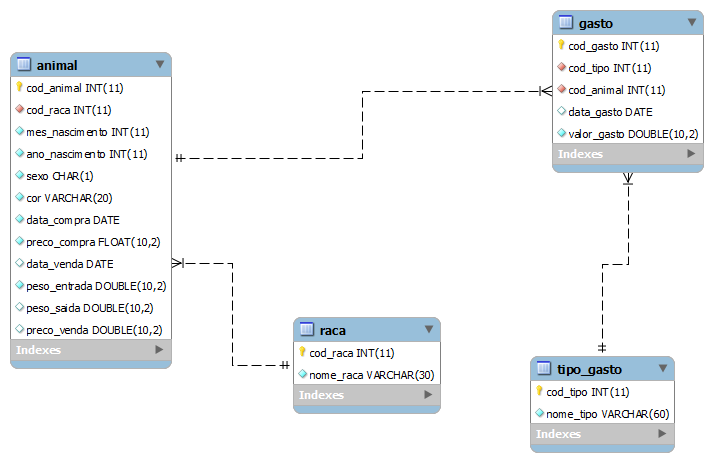 animal
cod_animal INT(11)
cod_raca INT(11)
mes_nascimento INT(11)
ano_nascimento INT(11)
sexo CHAR(1)
cor VARCHAR(20)
data_compra DATE
preco_compra FLOAT(10,2)
data_venda DATE
peso_entrada DOUBLE(10,2)
peso_saida DOUBLE(10,2)
preco_venda DOUBLE(10,2)
Indexes
gasto
cod_gasto INT(11)
cod_tipo INT(11)
cod_animal INT(11)
data_gasto DATE
valor_gasto DOUBLE(10,2)
Indexes
raca
cod_raca INT(11)
nome_raca VARCHAR(30)
Indexes
tipo_gasto
cod_tipo INT(11)
nome_tipo VARCHAR(60)
Indexes